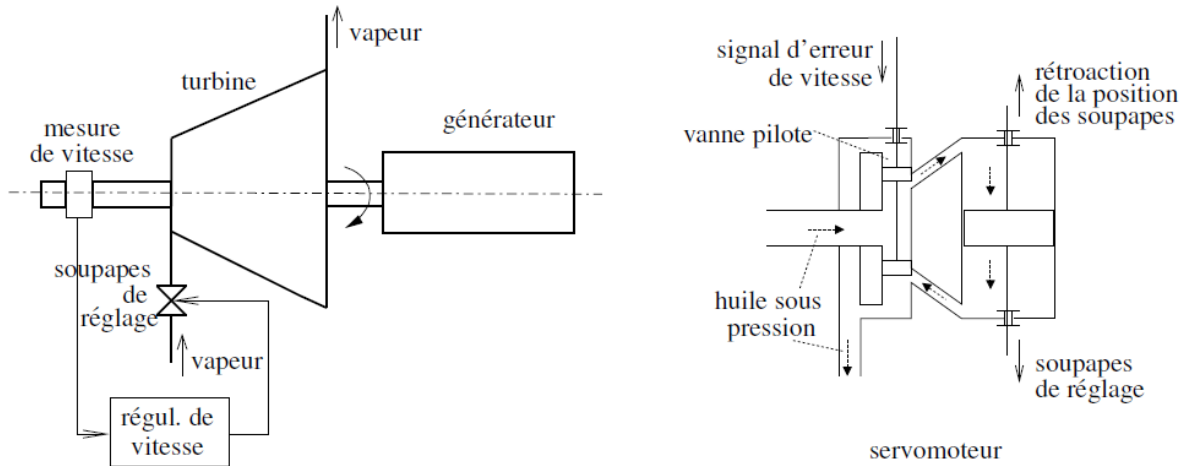 vapeur
turbine
mesure
de vitesse
générateur
soupapes
de
réglage
vapeur
régul. de
vitesse
signal d’erreur
de vitesse
rétroaction
de la position
des soupapes
vanne pilote
huile sous
pression
soupapes
de réglage
servomoteur